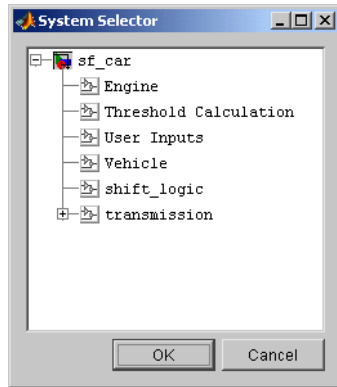 System Selector
sf_car
Engine
Threshold Calculation
User Inputs
Vehicle
shift_logic
transmission
OK Cancel